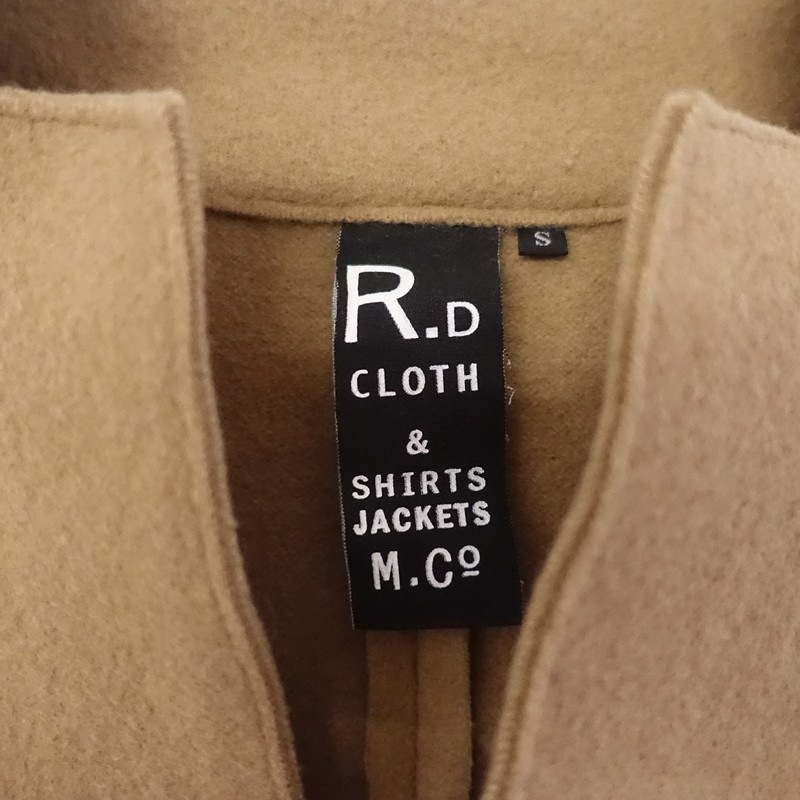 R.D
S
CLOTH
&
SHIRTS
JACKETS
M.Cº